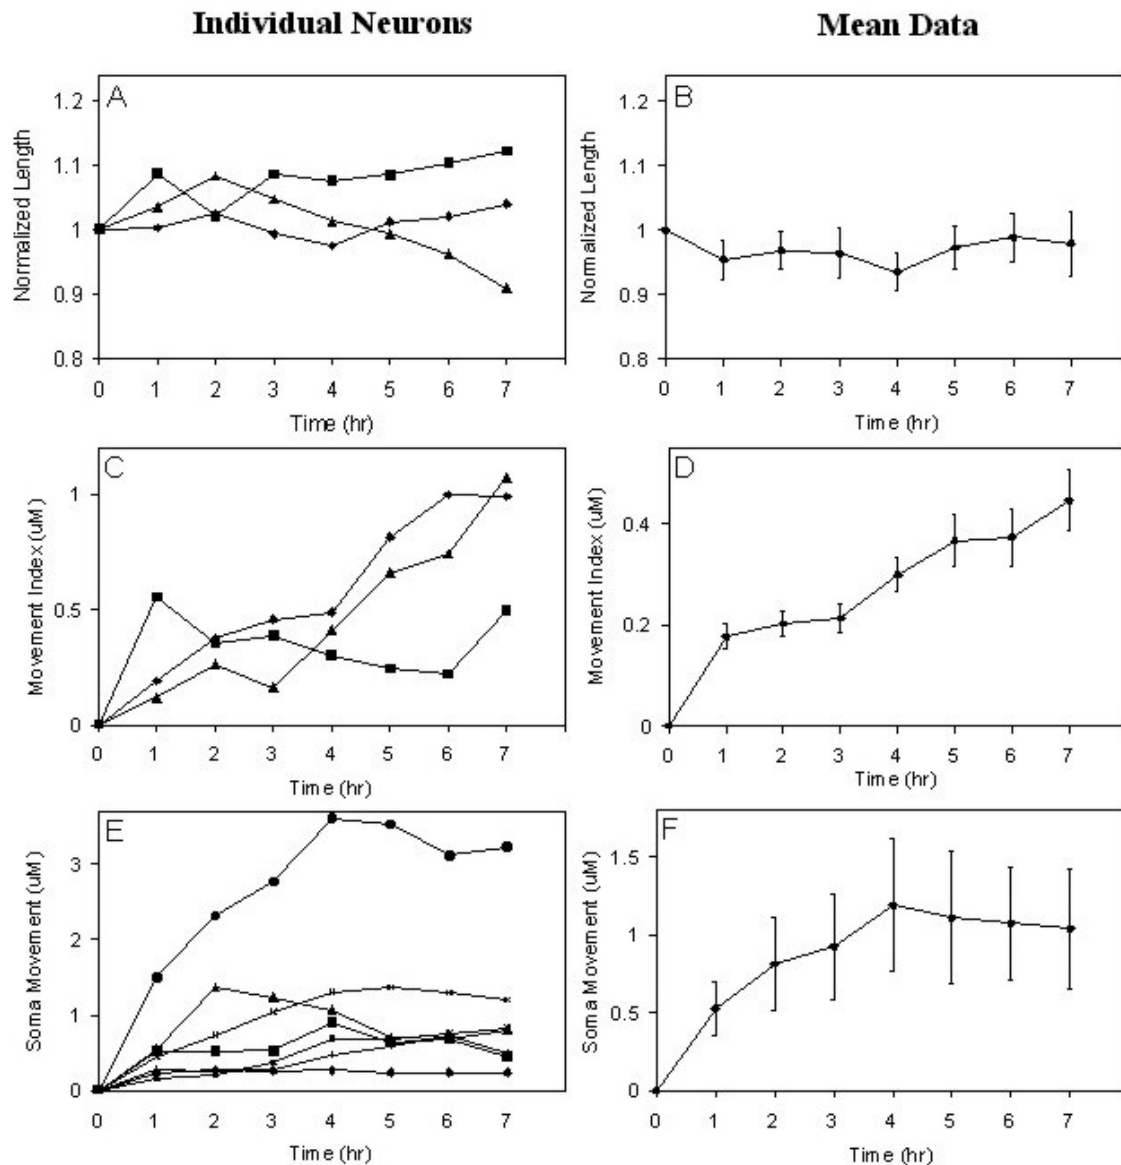 Individual Neurons
Mean Data
A
Normalized Length
1.2
1.1
1
0.9
0.8
0 1 2 3 4 5 6 7
Time (hr)
B
Normalized Length
1.2
1.1
1
0.9
0.8
0 1 2 3 4 5 6 7
Time (hr)
C
Movement Index (uM)
1
0.5
0
0 1 2 3 4 5 6 7
Time (hr)
D
Movement Index (uM)
0.4
0.2
0
0 1 2 3 4 5 6 7
Time (hr)
E
Soma Movement (uM)
3
2
1
0
0 1 2 3 4 5 6 7
Time (hr)
F
Soma Movement (uM)
1.5
1
0.5
0
0 1 2 3 4 5 6 7
Time (hr)